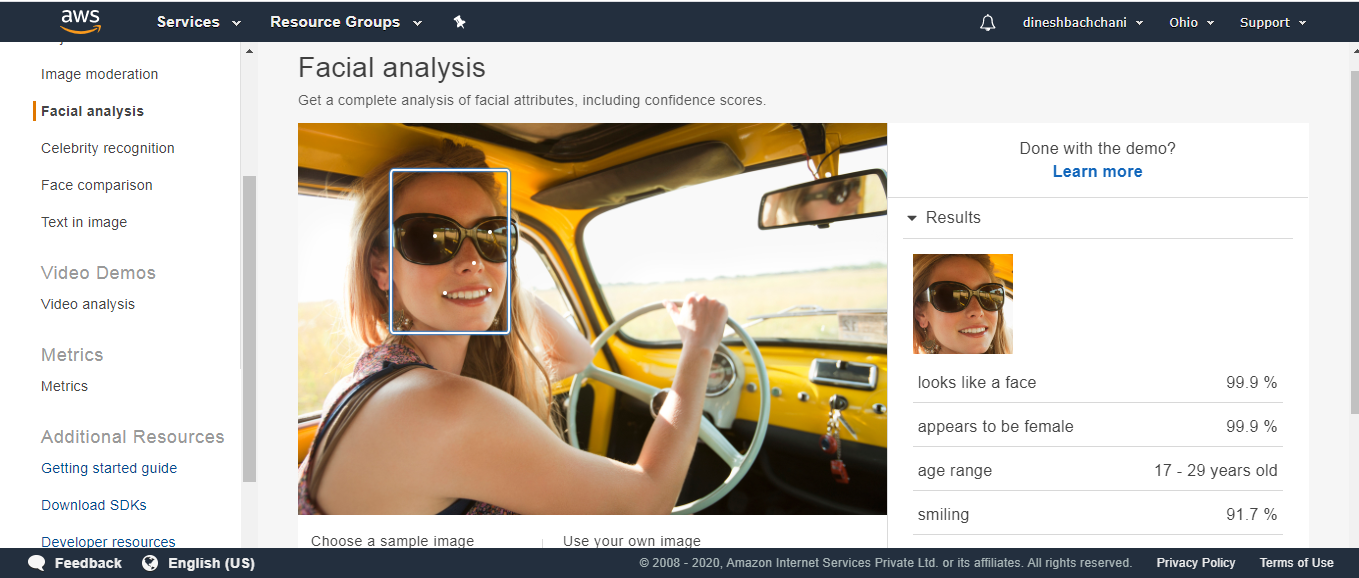 aws
Services
Resource Groups
dineshbachchani
Ohio
Support
Image moderation
Facial analysis
Celebrity recognition
Face comparison
Text in image
Video Demos
Video analysis
Metrics
Metrics
Additional Resources
Getting started guide
Download SDKs
Developer resources
Facial analysis
Get a complete analysis of facial attributes, including confidence scores.
Choose a sample image
Use your own image
Done with the demo?
Learn more
Results
looks like a face 99.9 %
appears to be female 99.9 %
age range 17 - 29 years old
smiling 91.7 %
Feedback
English (US)
© 2008 - 2020, Amazon Internet Services Private Ltd. or its affiliates. All rights reserved.
Privacy Policy
Terms of Use